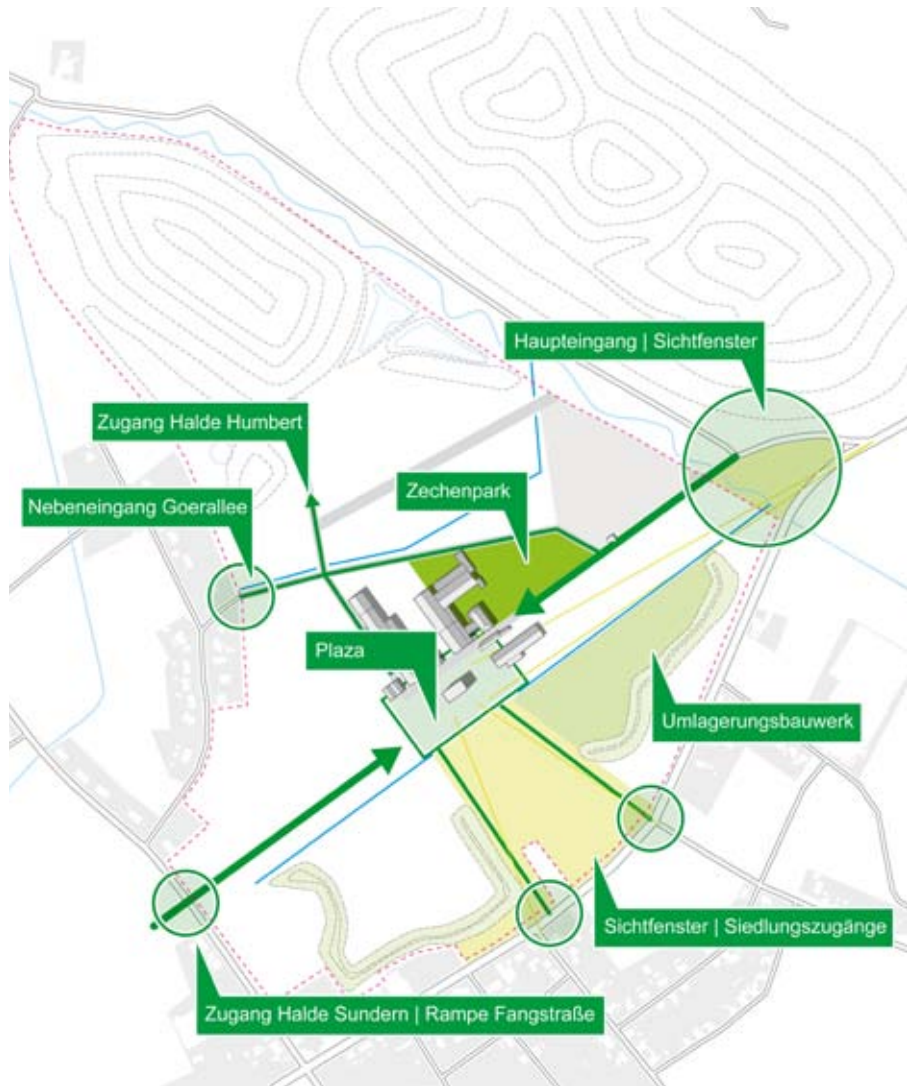 Haupteingang | Sichtfenster
Zugang Halde Humbert
Zechenpark
Nebeneingang Goerallee
Plaza
Umlagerungsbauwerk
Sichtfenster | Siedlungszugänge
Zugang Halde Sundern | Rampe Fangstraße